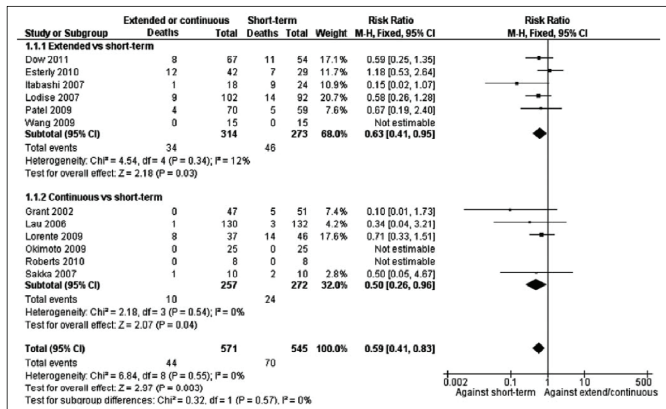 Extended or continuous Short-term Risk Ratio Risk Ratio
Study or Subgroup Deaths Total Deaths Total Weight M-H, Fixed, 95% CI M-H, Fixed, 95% CI
1.1.1 Extended vs short-term
Dow 2011 8 67 11 54 17.1% 0.59 [0.25, 1.35]
Esterly 2010 12 42 7 29 11.7% 1.18 [0.53, 2.64]
Itabashi 2007 1 18 9 24 10.9% 0.15 [0.02, 1.07]
Lodise 2007 9 102 14 92 20.7% 0.58 [0.26, 1.28]
Patel 2009 4 70 5 59 7.6% 0.67 [0.19, 2.40]
Wang 2009 0 15 0 15 Not estimable
Subtotal (95% CI) 314 273 68.0% 0.63 [0.41, 0.95]
Total events 34 46
Heterogeneity: Chi² = 4.54, df = 4 (P = 0.34); I² = 12%
Test for overall effect: Z = 2.18 (P = 0.03)
1.1.2 Continuous vs short-term
Grant 2002 0 47 5 51 7.4% 0.10 [0.01, 1.73]
Lau 2006 1 130 3 132 4.2% 0.34 [0.04, 3.21]
Lorente 2009 8 37 14 46 17.6% 0.71 [0.33, 1.51]
Okimoto 2009 0 25 0 25 Not estimable
Roberts 2010 0 8 0 8 Not estimable
Sakka 2007 1 10 2 10 2.8% 0.50 [0.05, 4.67]
Subtotal (95% CI) 257 272 32.0% 0.50 [0.26, 0.96]
Total events 10 24
Heterogeneity: Chi² = 2.18, df = 3 (P = 0.54); I² = 0%
Test for overall effect: Z = 2.07 (P = 0.04)
Total (95% CI) 571 545 100.0% 0.59 [0.41, 0.83]
Total events 44 70
Heterogeneity: Chi² = 6.84, df = 8 (P = 0.55); I² = 0%
Test for overall effect: Z = 2.97 (P = 0.003)
Test for subgroup differences: Chi² = 0.32, df = 1 (P = 0.57), I² = 0%
0.002 0.1 1 10 500
Against short-term Against extend/continuous